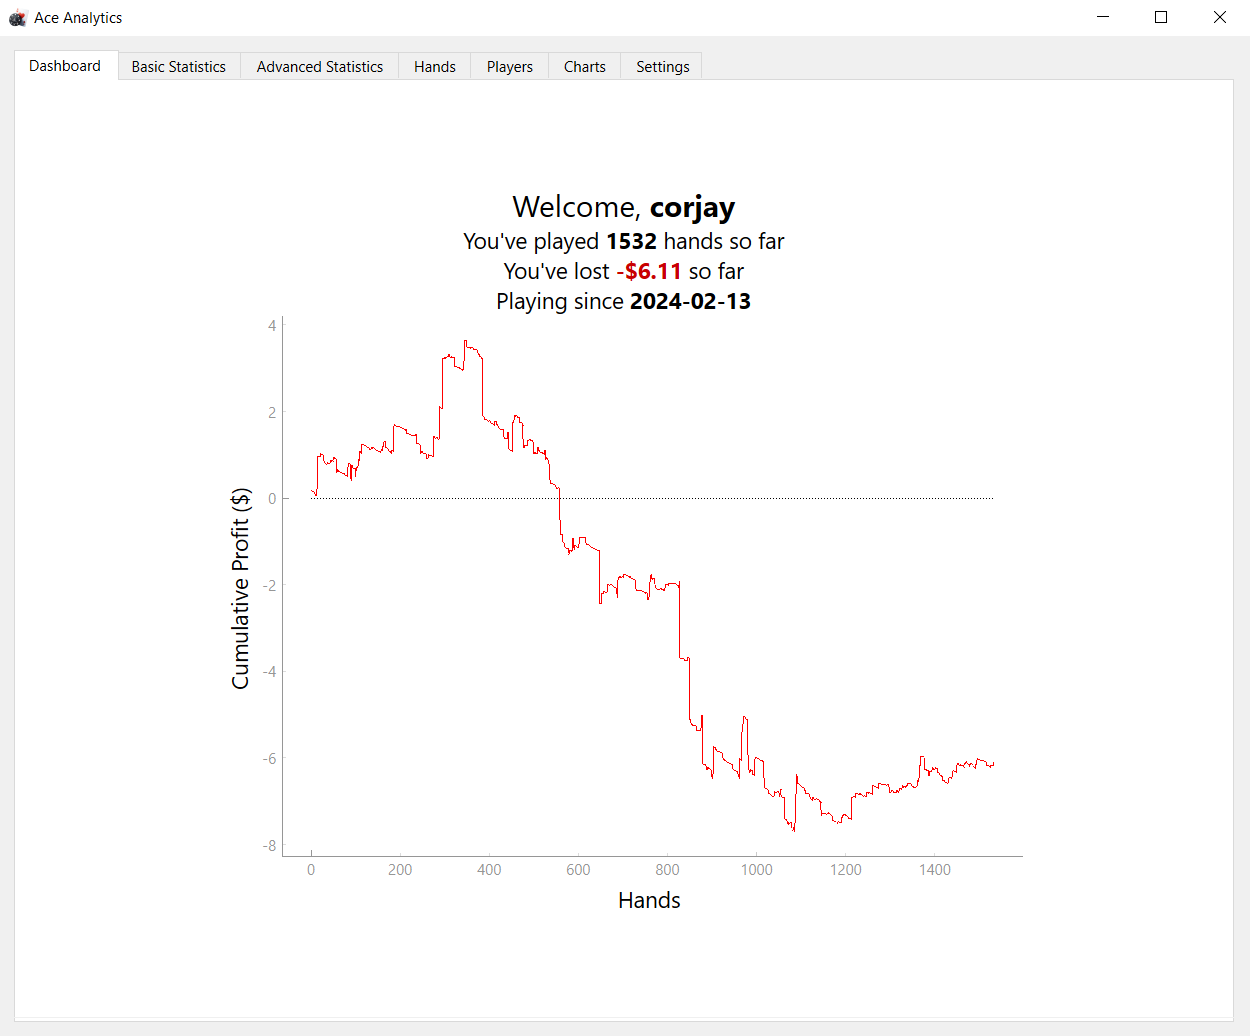 Ace Analytics
Dashboard Basic Statistics Advanced Statistics Hands Players Charts Settings
Welcome, corjay
You've played 1532 hands so far
You've lost -$6.11 so far
Playing since 2024-02-13
Cumulative Profit ($)
4
2
0
-2
-4
-6
-8
0 200 400 600 800 1000 1200 1400
Hands